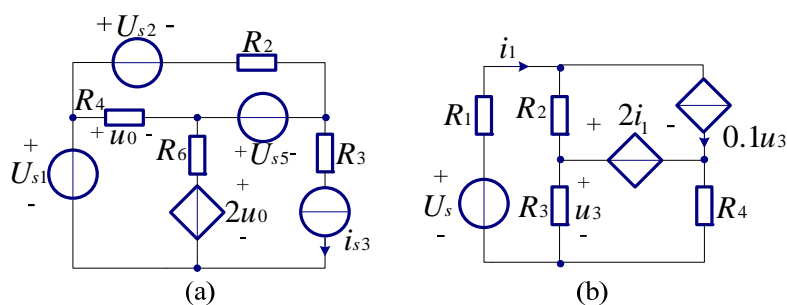 + Us2 -
R2
R4
+ u0 -
+ Us5 -
R3
R6
+
Us1
-
+
2u0
-
is3
(a)
i1
R1
R2
+ 2i1 -
0.1u3
+
Us
-
R3
+
u3
-
R4
(b)